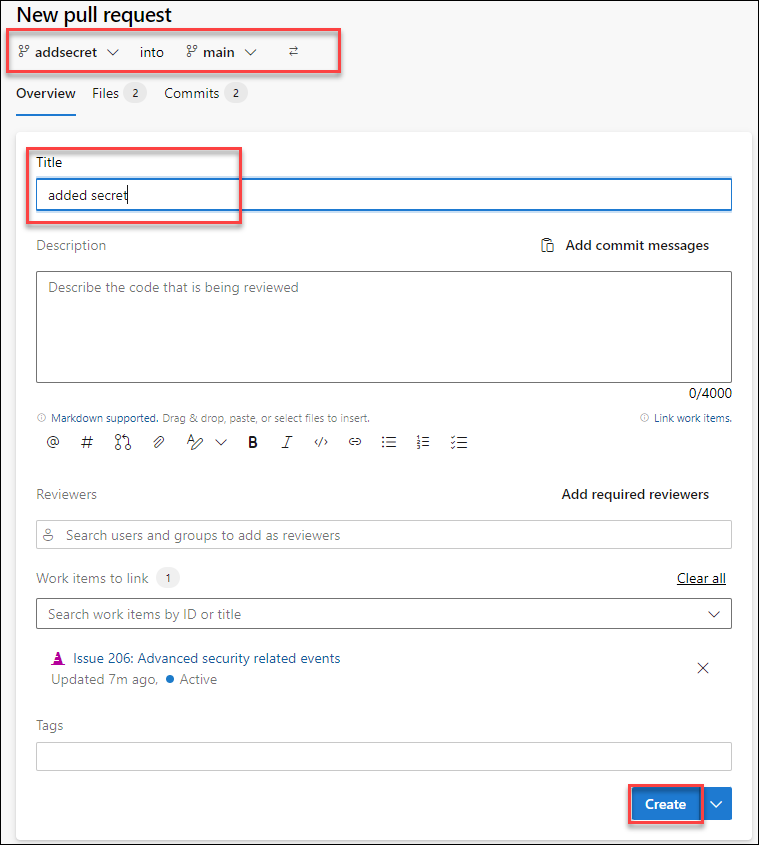 New pull request
addsecret into main
Overview Files 2 Commits 2
Title
added secret
Description Add commit messages
Describe the code that is being reviewed
0/4000
Markdown supported. Drag & drop, paste, or select files to insert. Link work items.
@ # B I </>
Reviewers Add required reviewers
Search users and groups to add as reviewers
Work items to link 1 Clear all
Search work items by ID or title
Issue 206: Advanced security related events
Updated 7m ago, Active
Tags
Create